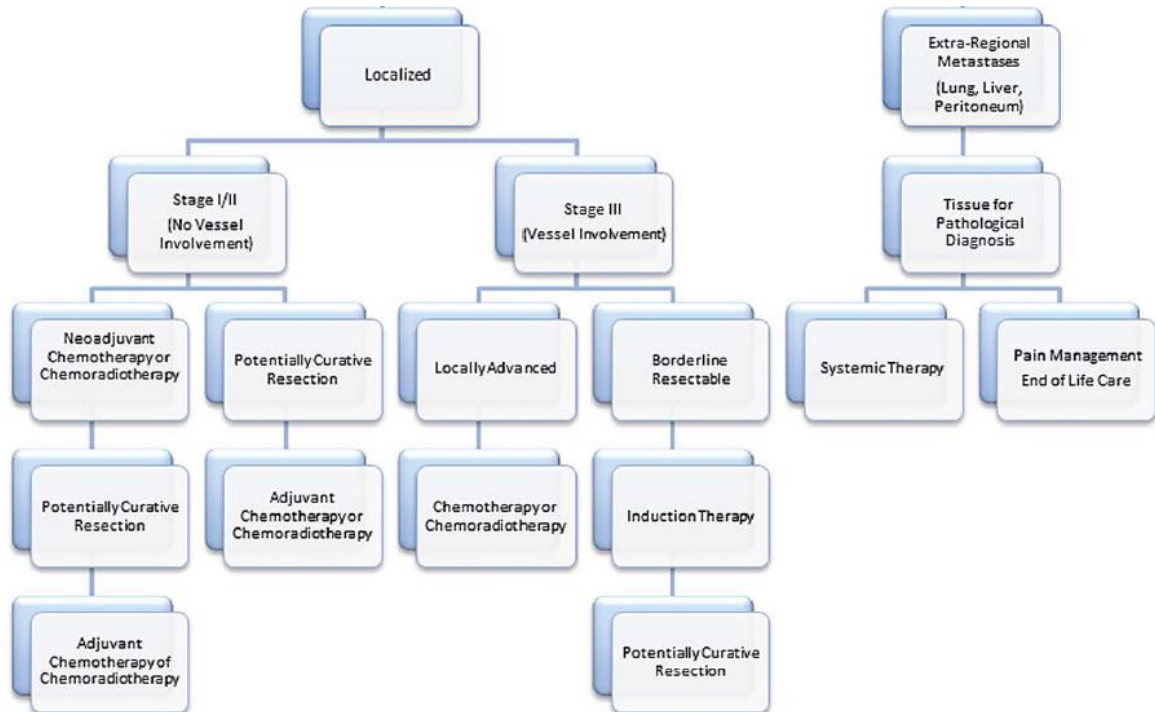 Localized
Extra-Regional
Metastases
(Lung, Liver,
Peritoneum)
Stage I/II
(No Vessel
Involvement)
Stage III
(Vessel Involvement)
Tissue for
Pathological
Diagnosis
Neoadjuvant
Chemotherapy or
Chemoradiotherapy
Potentially Curative
Resection
Locally Advanced
Borderline
Resectable
Systemic Therapy
Pain Management
End of Life Care
Potentially Curative
Resection
Adjuvant
Chemotherapy or
Chemoradiotherapy
Chemotherapy or
Chemoradiotherapy
Induction Therapy
Adjuvant
Chemotherapy of
Chemoradiotherapy
Potentially Curative
Resection